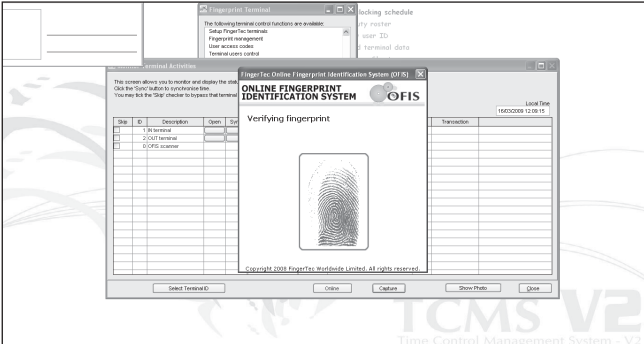 Fingerprint Terminal
The following terminal control functions are available:
Setup FingerTec terminals
Fingerprint management
User access codes
Terminal users control
locking schedule
duty roster
user ID
d terminal data
Terminal Activities
This screen allows you to monitor and display the
Click the "Sync" button to synchronise time.
You may tick the "Skip" checker to bypass that terminal
FingerTec Online Fingerprint Identification System (OFIS)
ONLINE FINGERPRINT
IDENTIFICATION SYSTEM
OFIS
Verifying fingerprint
Copyright 2008 FingerTec Worldwide Limited. All rights reserved.
Local Time
16/03/2009 12:09:15
Skip ID Description Open Transaction
1 IN terminal
2 OUT terminal
0 OFIS scanner
Select Terminal ID Online Capture Show Photo Close
TCMS V2
Time Control Management System - V2